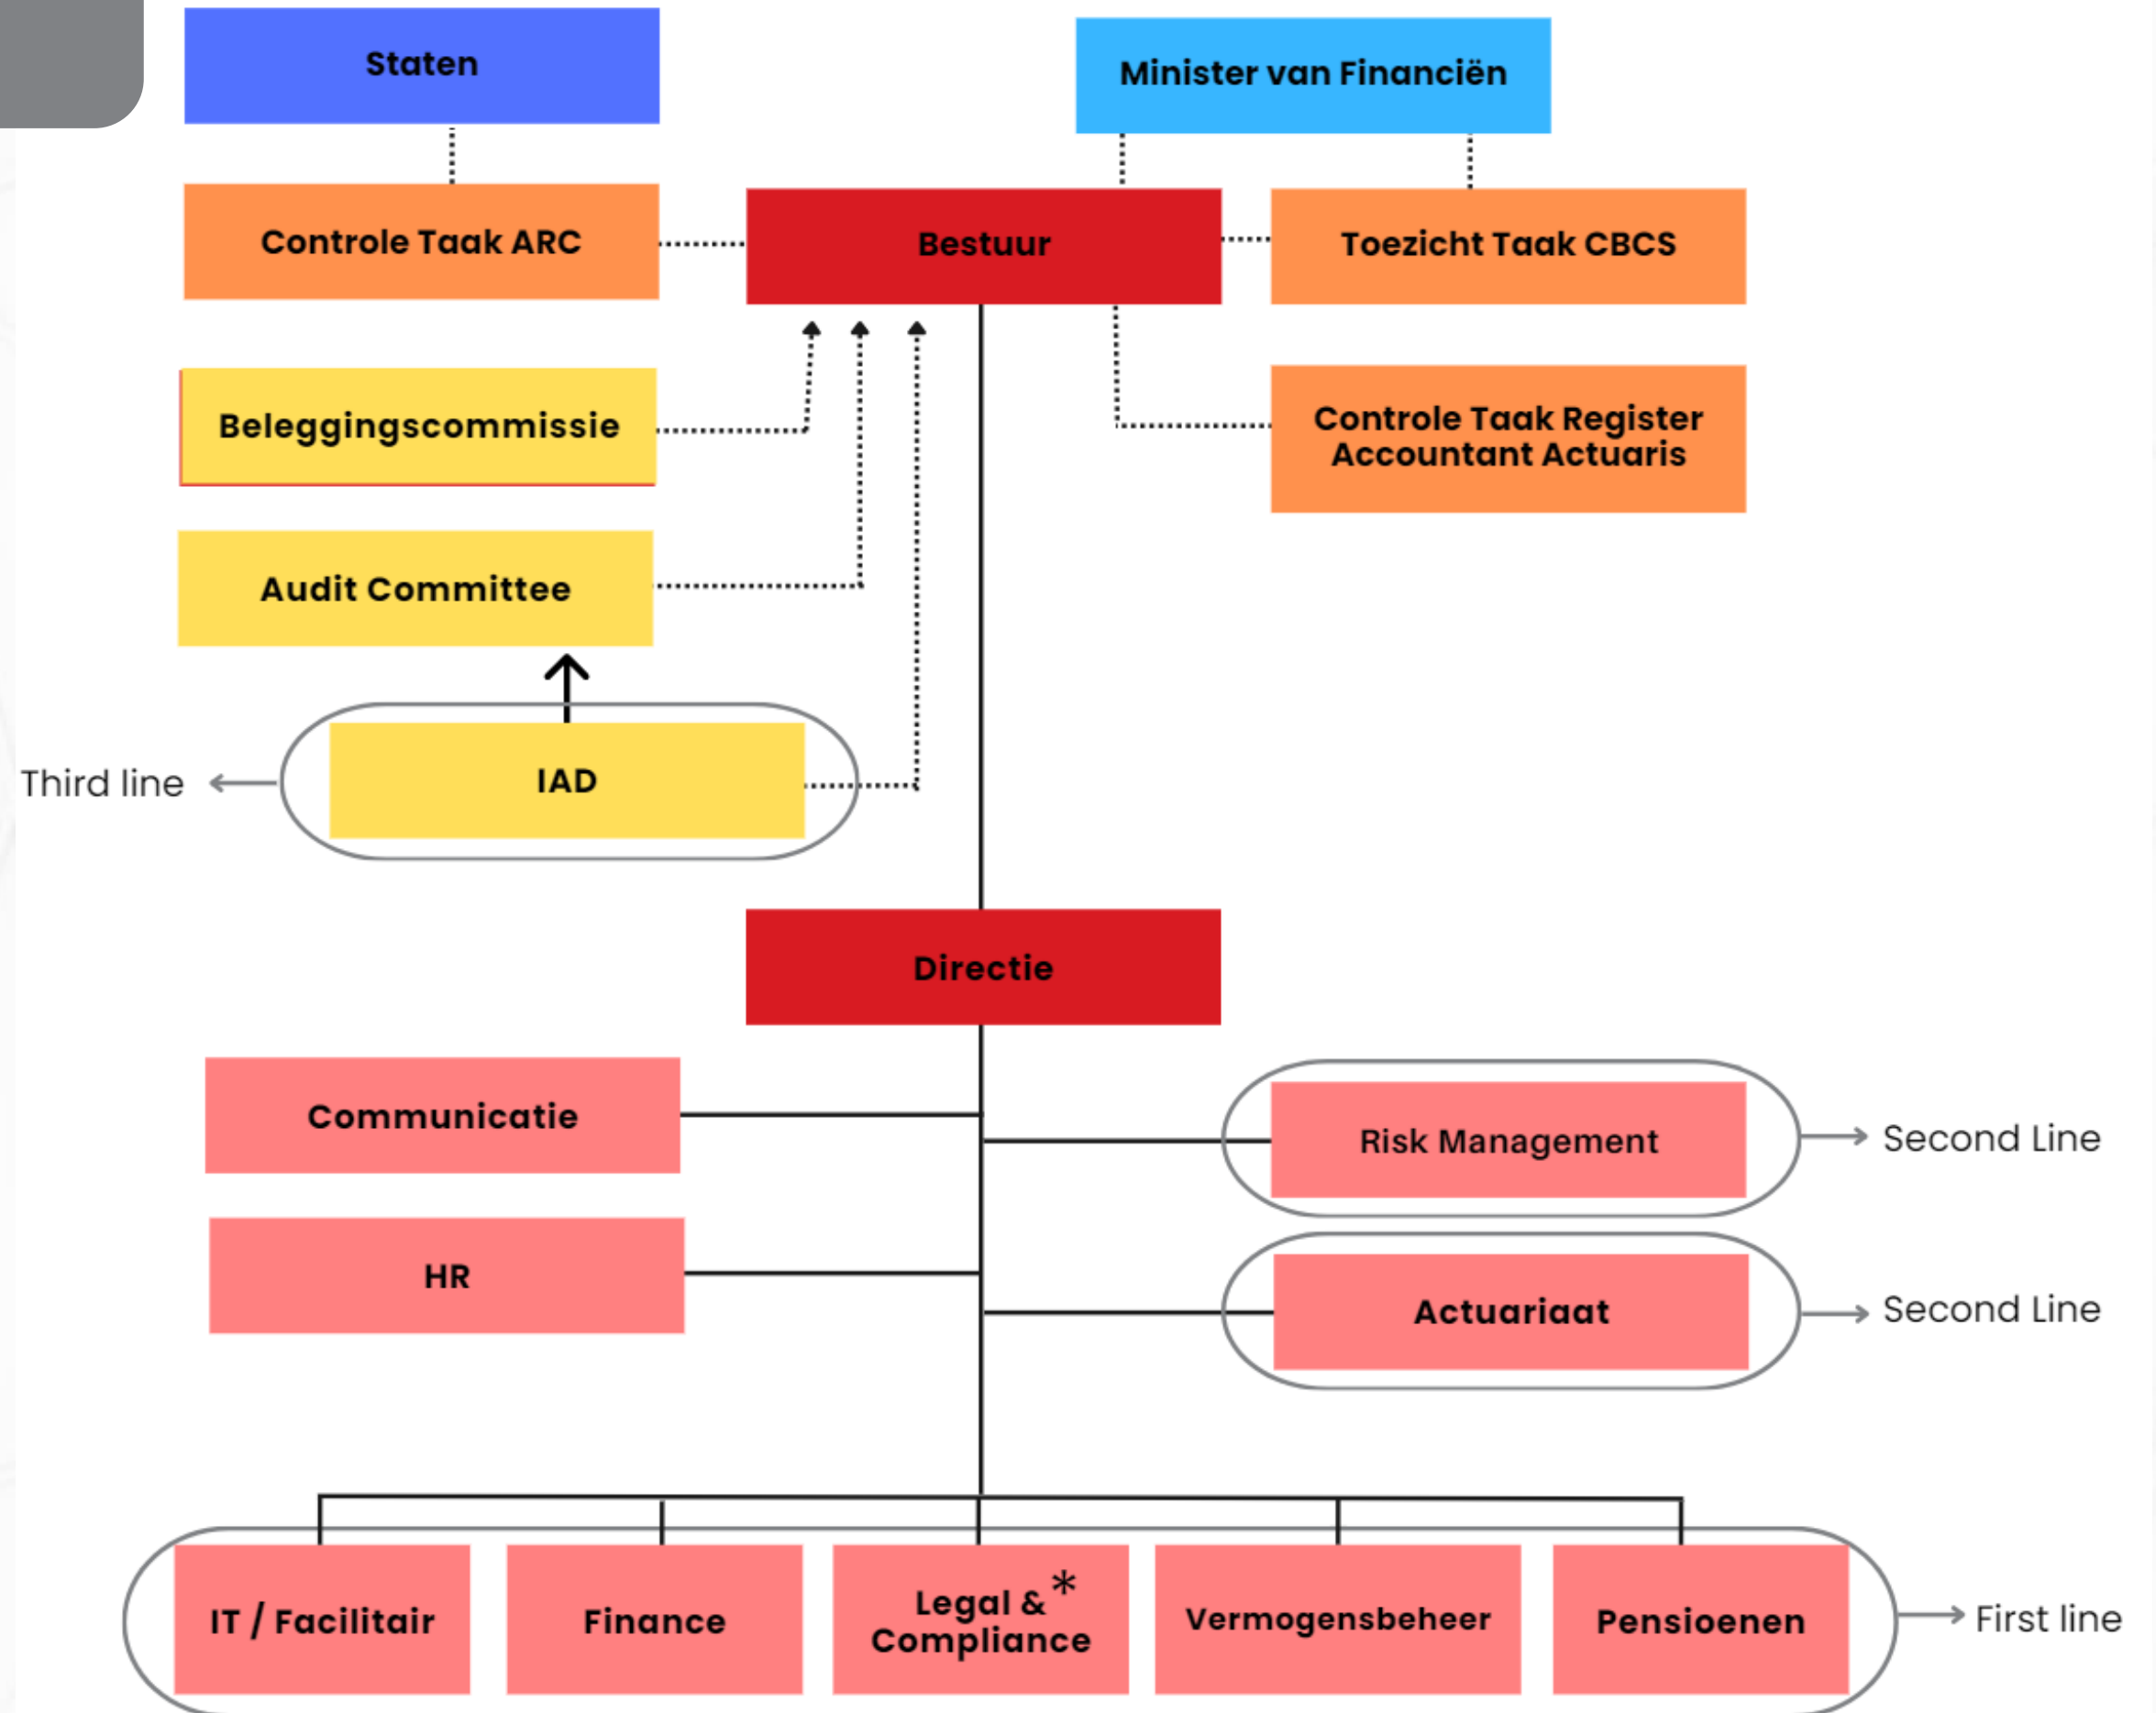 Staten
Minister van Financiën
Controle Taak ARC
Bestuur
Toezicht Taak CBCS
Beleggingscommissie
Controle Taak Register
Accountant Actuaris
Audit Committee
Third line
IAD
Directie
Communicatie
Risk Management
Second Line
HR
Actuariaat
Second Line
IT / Facilitair
Finance
Legal & *
Compliance
Vermogensbeheer
Pensioenen
First line